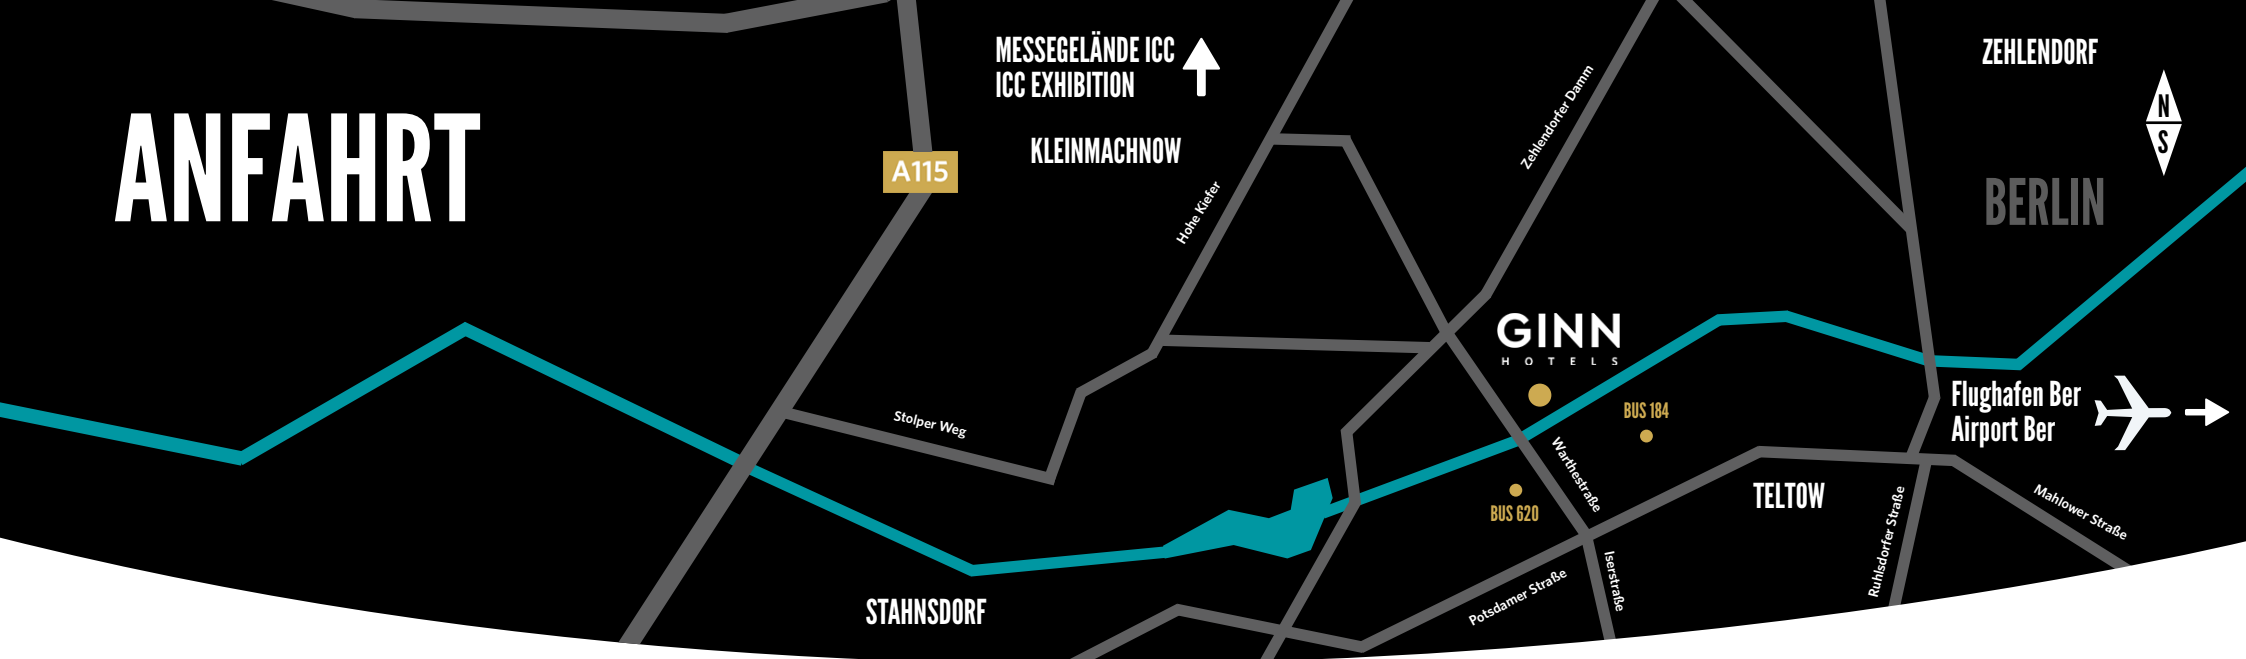 ANFAHRT
MESSEGELÄNDE ICC
ICC EXHIBITION
KLEINMACHNOW
A115
Hohe Kiefer
Zehlendorfer Damm
ZEHLENDORF
N
S
BERLIN
GINN
HOTELS
BUS 184
Flughafen Ber
Airport Ber
Stolper Weg
Warthestraße
BUS 620
TELTOW
Mahlower Straße
Ruhlsdorfer Straße
Iserstraße
Potsdamer Straße
STAHNSDORF